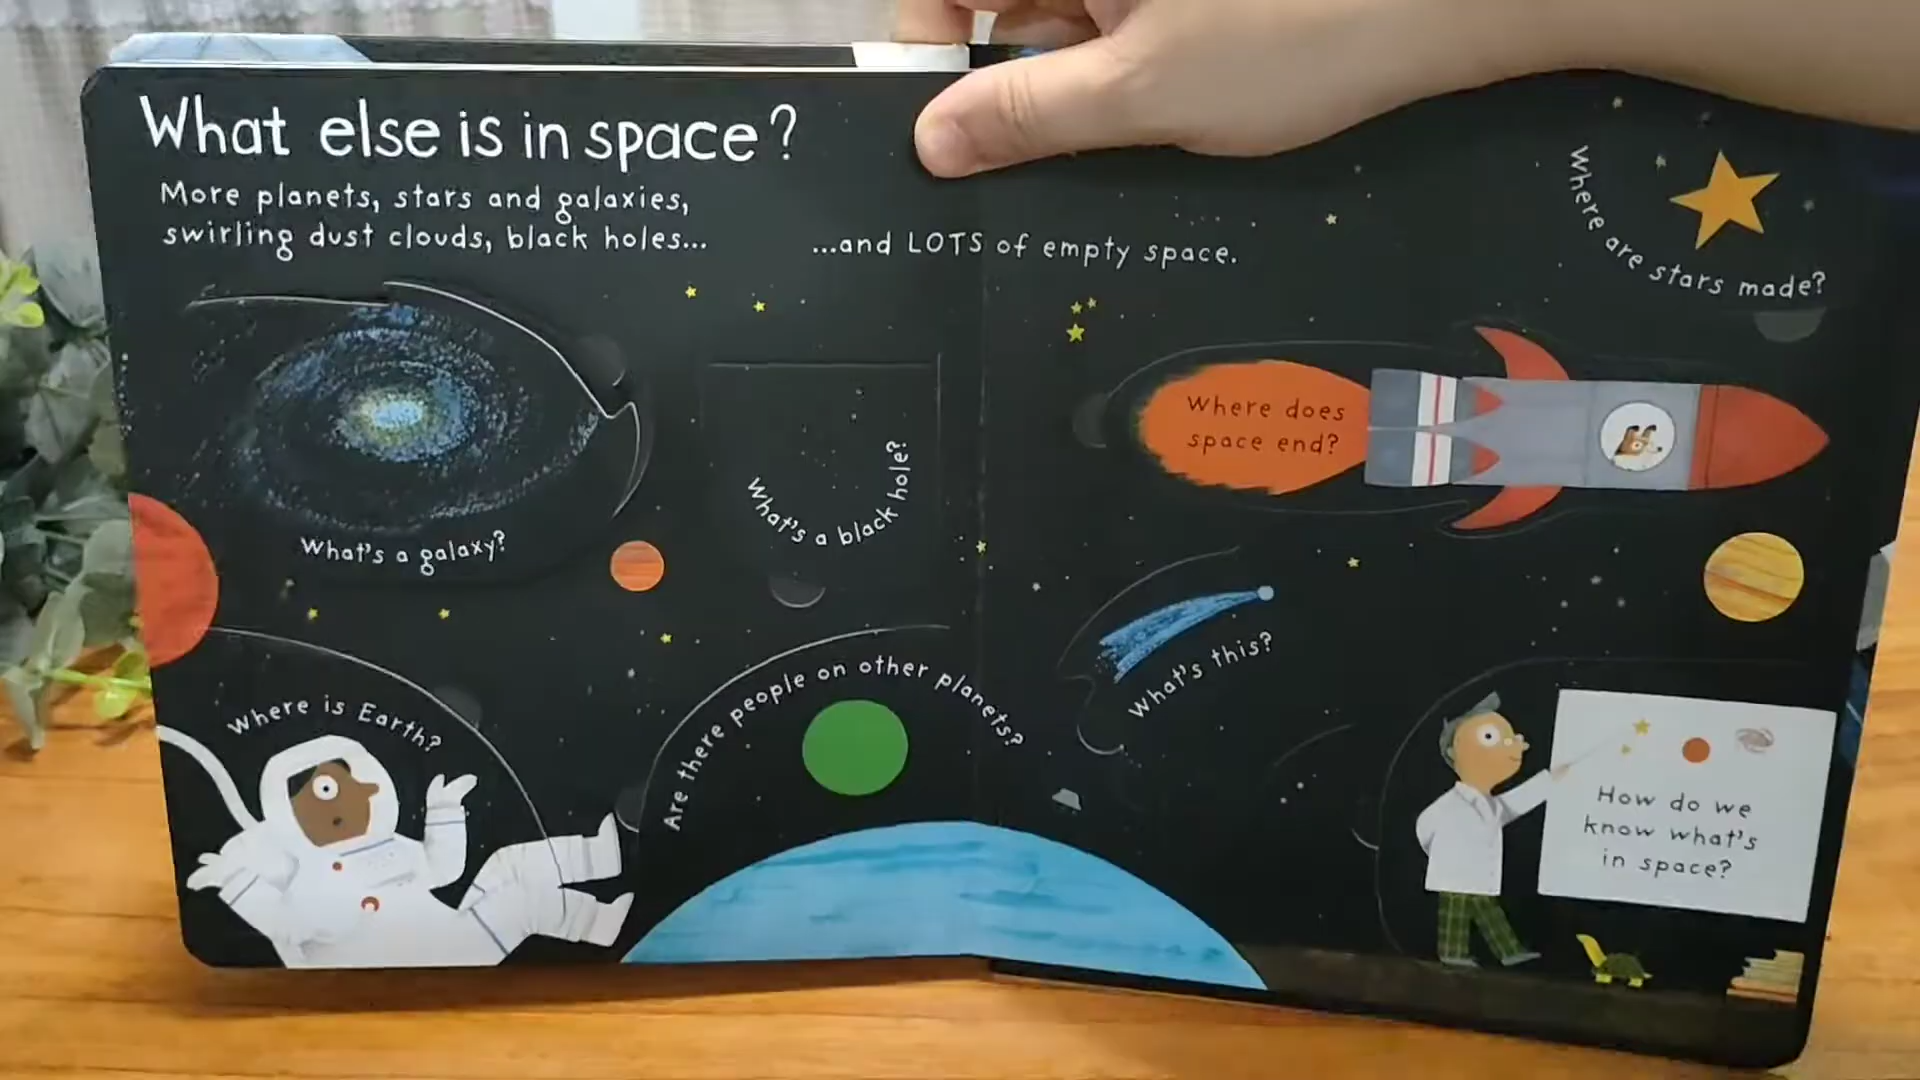 What else is in space?
More planets, stars and galaxies,
swirling dust clouds, black holes...
...and LOTS of empty space.
Where are stars made?
What's a galaxy?
What's a black hole?
Where does
space end?
Where is Earth?
Are there people on other planets?
What's this?
How do we
know what's
in space?